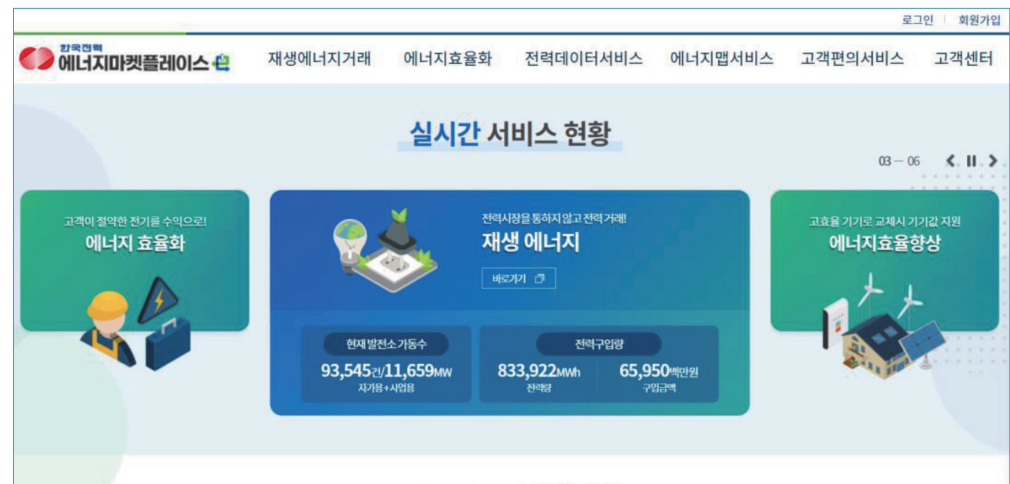 로그인 회원가입
한국전력
에너지마켓플레이스
재생에너지거래 에너지효율화 전력데이터서비스 에너지맵서비스 고객편의서비스 고객센터
실시간 서비스 현황
03 — 06
고객이 절약한 전기를 수익으로!
에너지 효율화
전력시장을 통하지 않고 전력 거래!
재생 에너지
바로가기
현재 발전소 가동수
93,545건/11,659MW
자가용+사업용
전력구입량
833,922MWh 65,950백만원
전력량 구입금액
고효율 기기로 교체시 기기값 지원
에너지효율향상